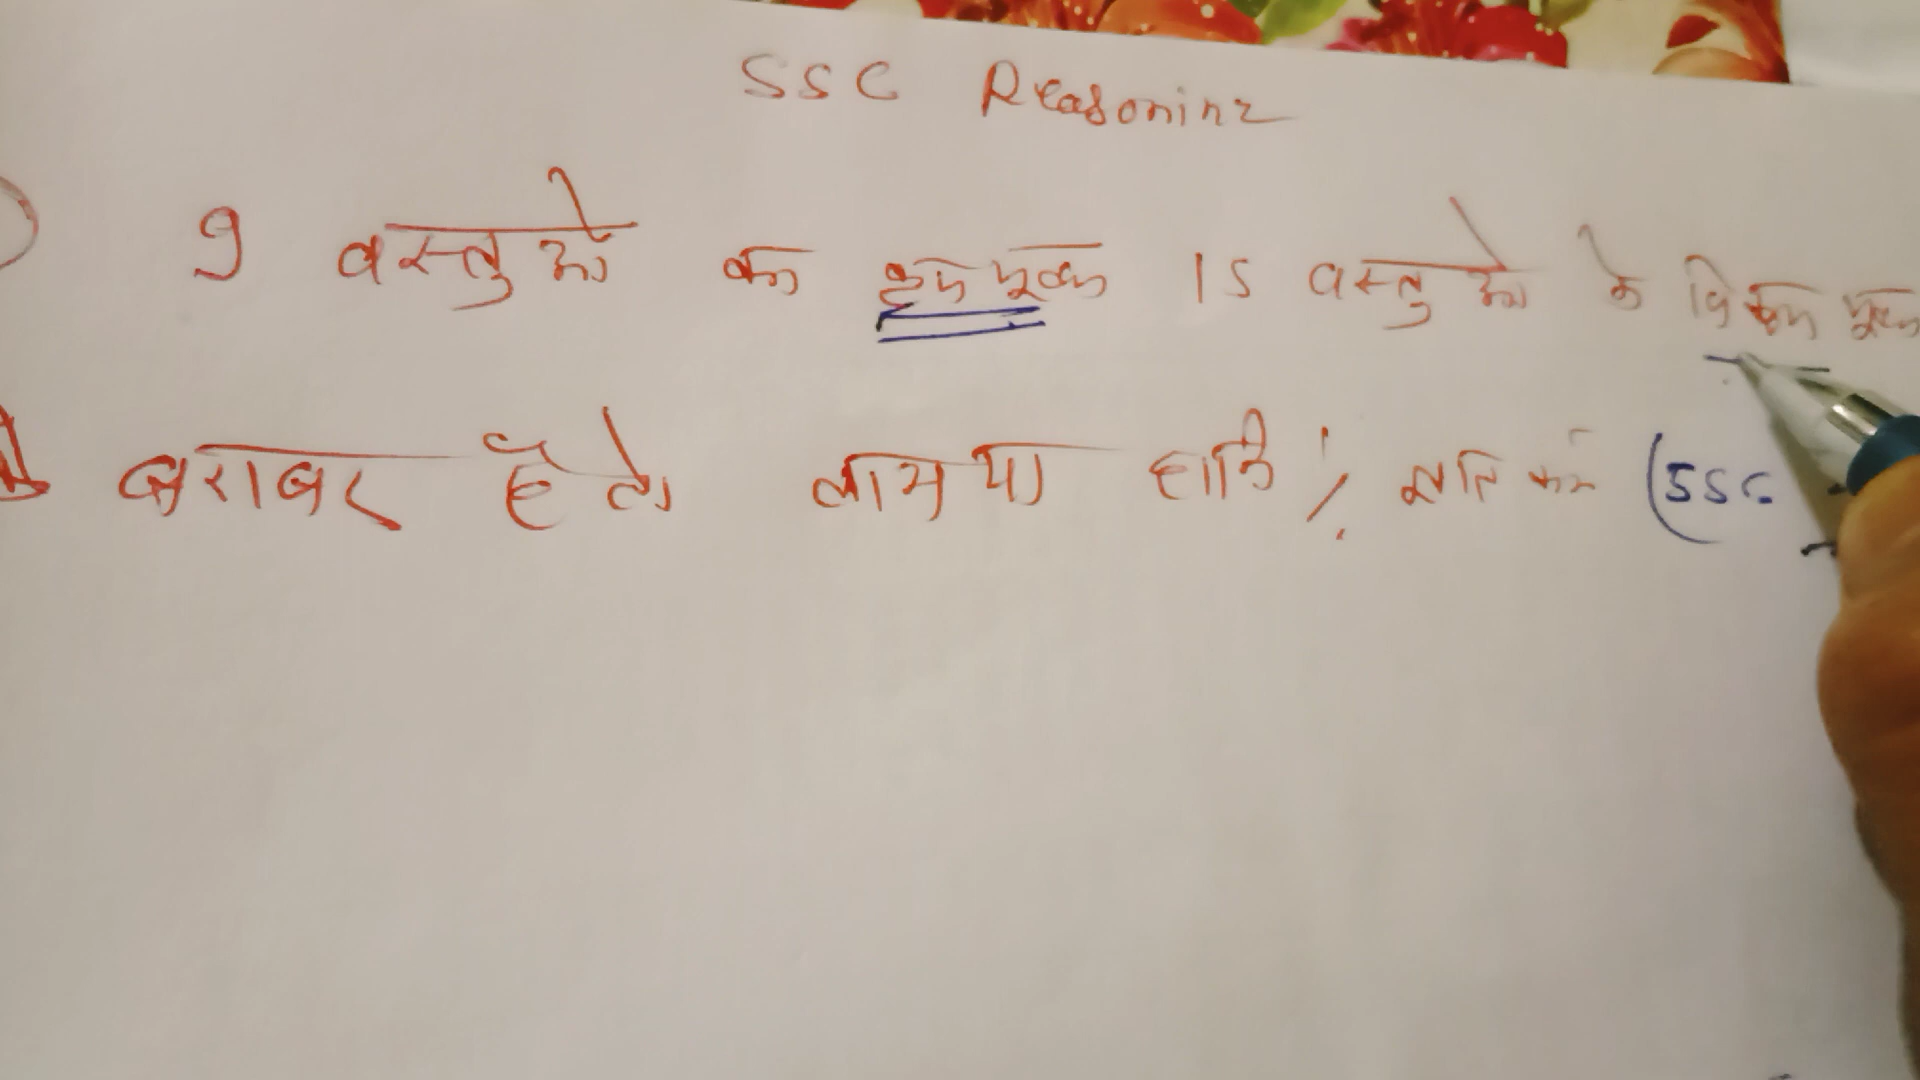 SSC Reasoning
9 वस्तुओ का क्रय मूल्य 15 वस्तुओ के विक्रय मूल्य
के बराबर है तो लाभ या हानि % ज्ञात करे (SSC